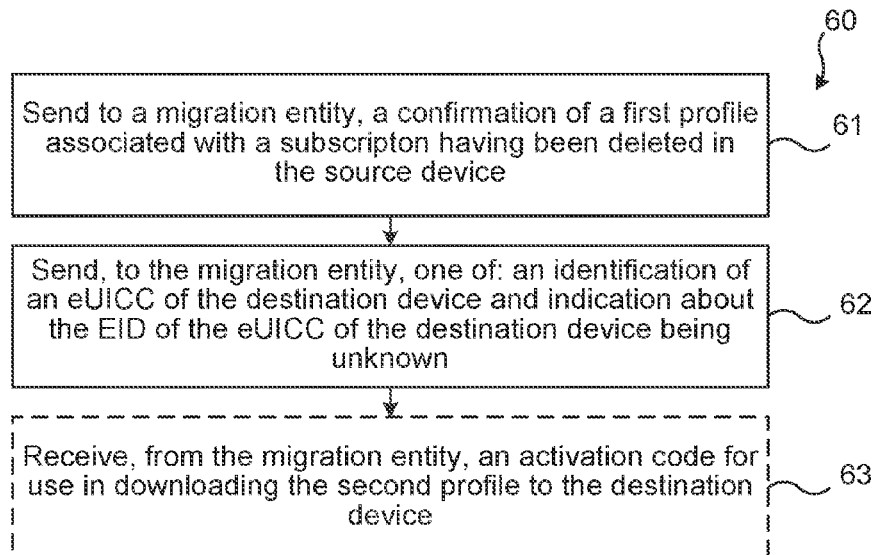 60
Send to a migration entity, a confirmation of a first profile
associated with a subscripton having been deleted in
the source device
61
Send, to the migration entity, one of: an identification of
an eUICC of the destination device and indication about
the EID of the eUICC of the destination device being
unknown
62
Receive, from the migration entity, an activation code for
use in downloading the second profile to the destination
device
63